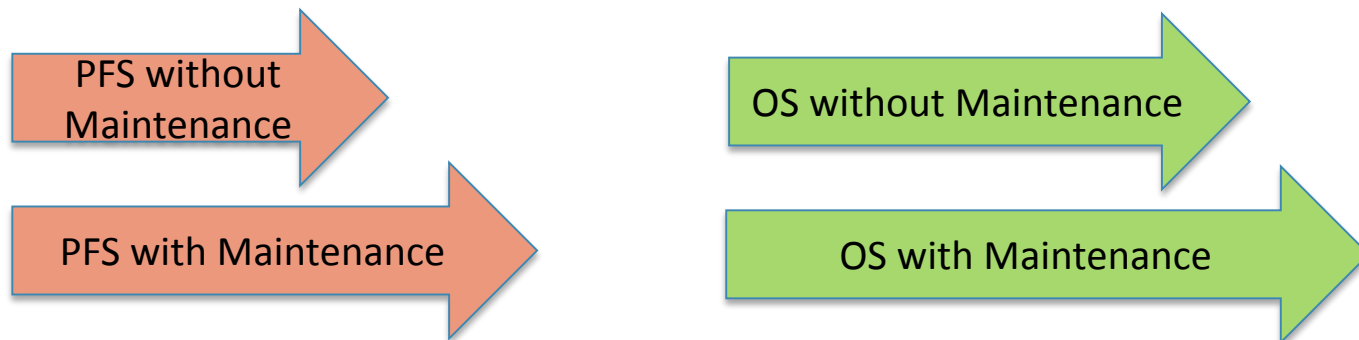 PFS without
Maintenance
OS without Maintenance
PFS with Maintenance
OS with Maintenance